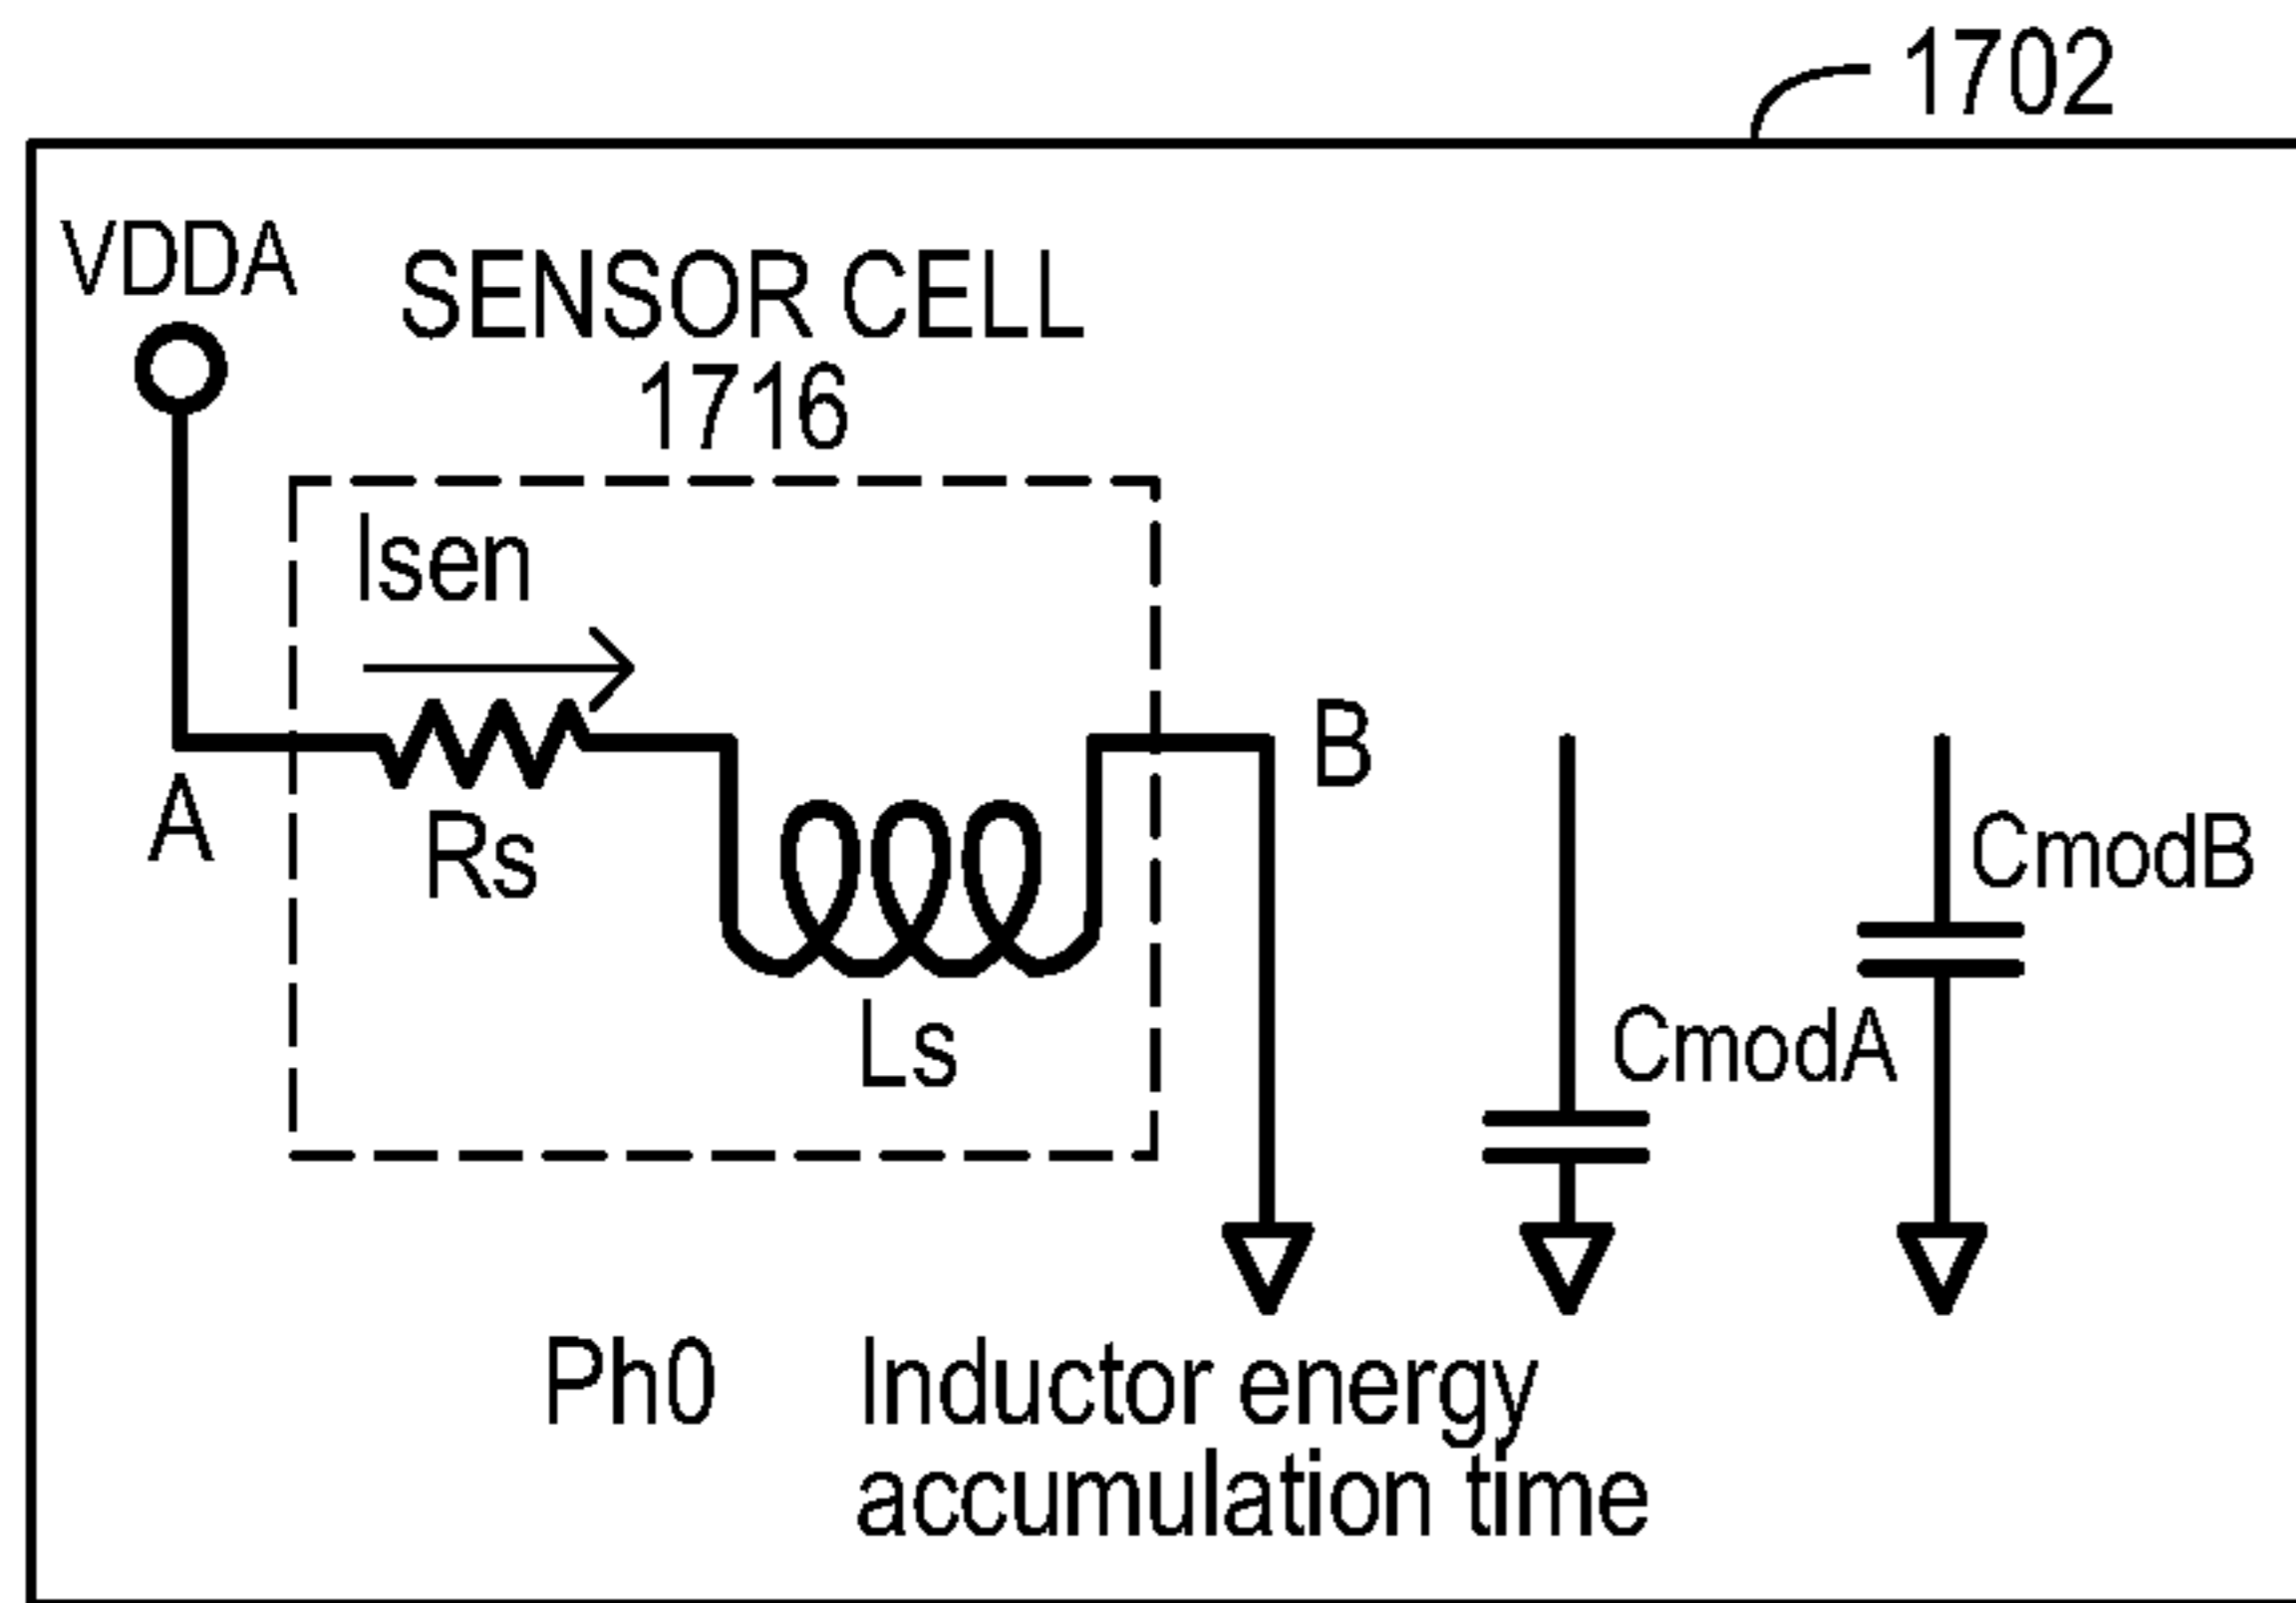 1702
VDDA
SENSOR CELL
1716
Isen
A
Rs
Ls
B
CmodA
CmodB
Ph0 Inductor energy
accumulation time